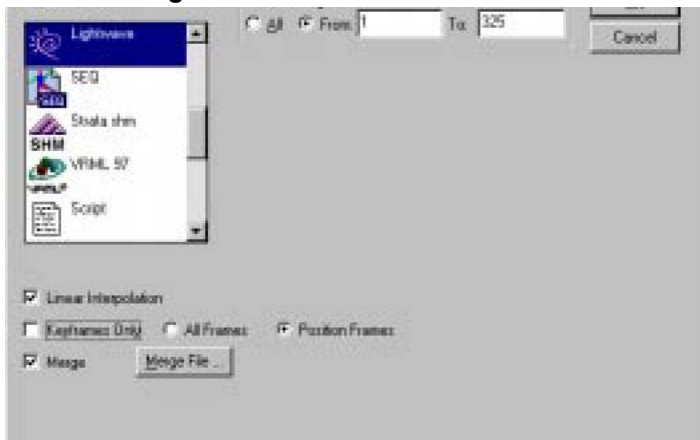 Lightwave
All From 1 To: 325
Cancel
SEQ
SEQ
Strata shm
SHM
VRML 97
Script
Linear Interpolation
Keyframes Only All Frames Position Frames
Merge Merge File ...